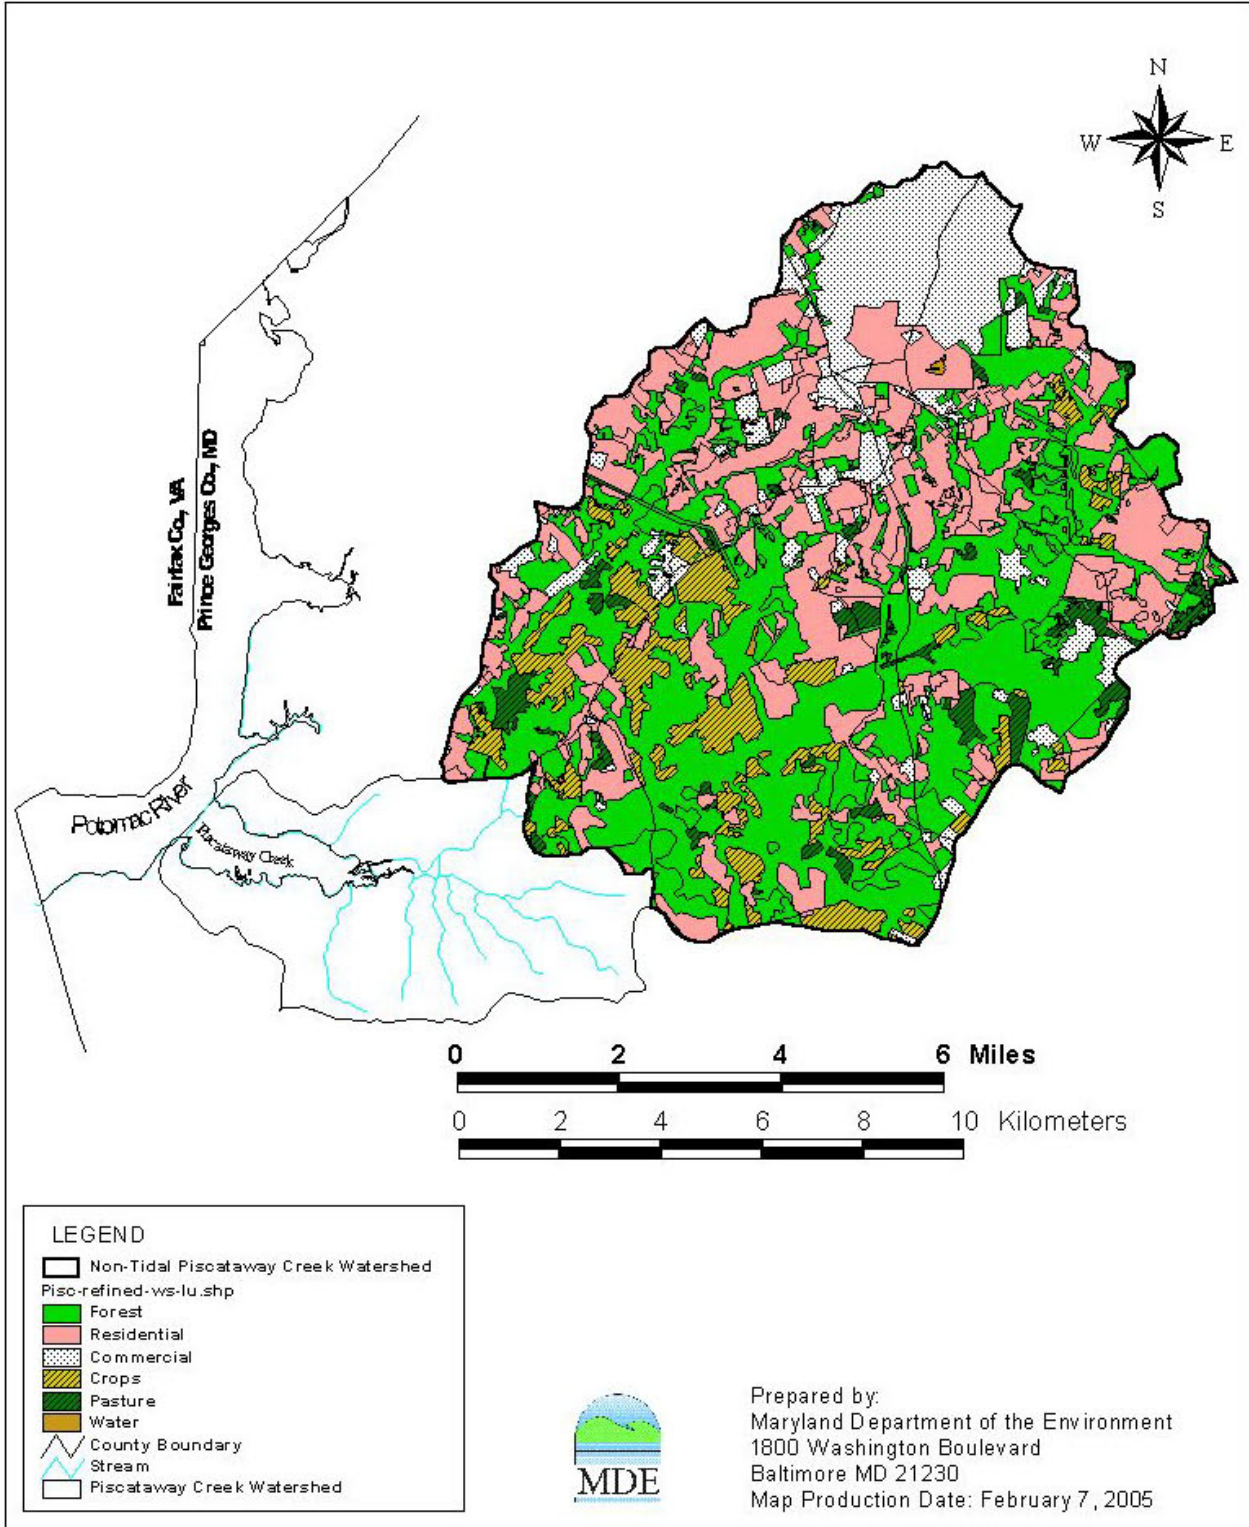 N
W
E
S
Fairfax Co., VA
Prince Georges Co., MD
Potomac River
Piscataway Creek
0 2 4 6 Miles
0 2 4 6 8 10 Kilometers
LEGEND
Non-Tidal Piscataway Creek Watershed
Pisc-refined-ws-lu.shp
Forest
Residential
Commercial
Crops
Pasture
Water
County Boundary
Stream
Piscataway Creek Watershed
MDE
Prepared by:
Maryland Department of the Environment
1800 Washington Boulevard
Baltimore MD 21230
Map Production Date: February 7, 2005